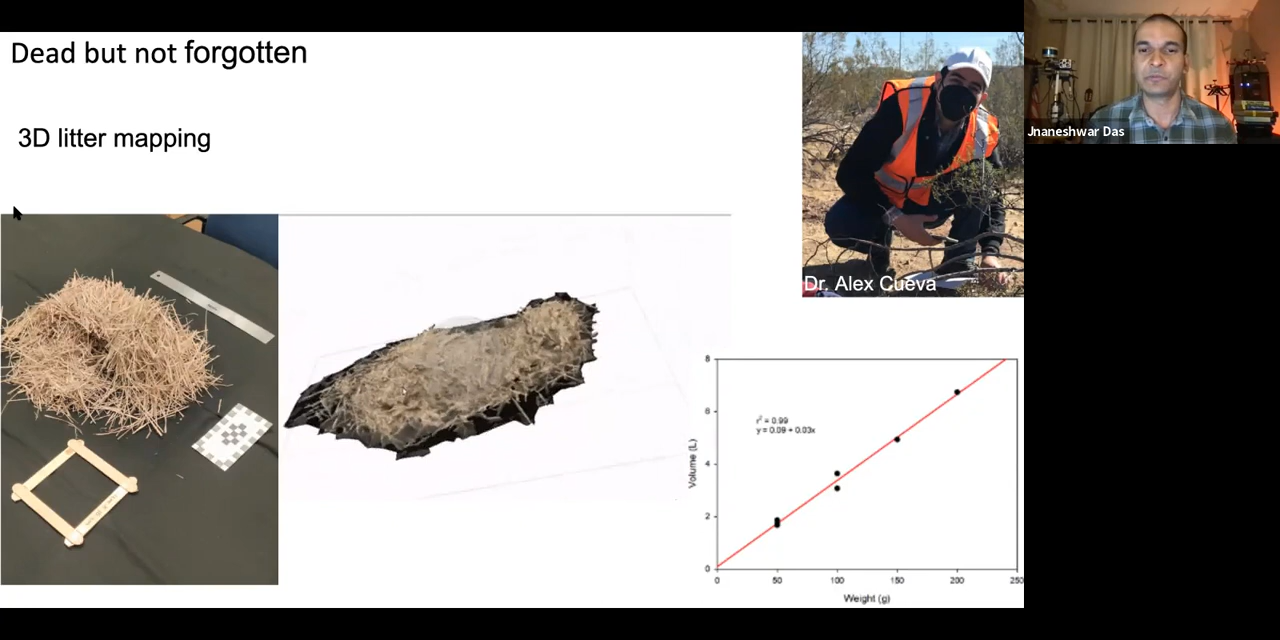 Dead but not forgotten
3D litter mapping
Dr. Alex Cueva
Jnaneshwar Das
r² = 0.99
y = 0.09 + 0.03x
Volume (L)
8
6
4
2
0
0 50 100 150 200 250
Weight (g)